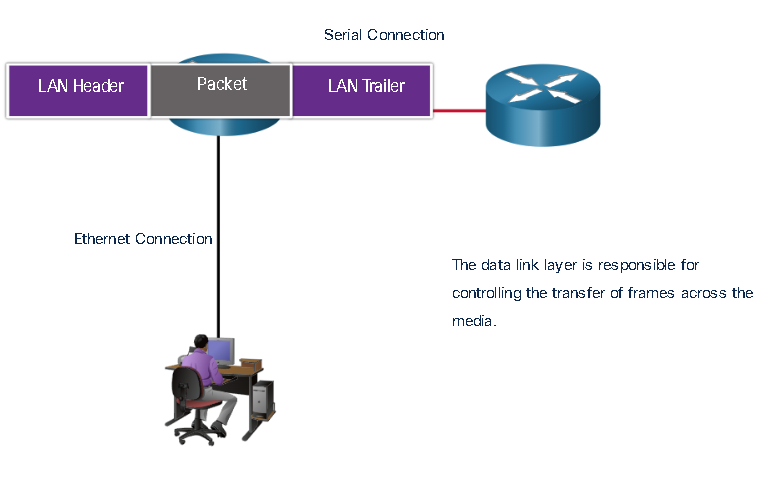 Serial Connection
LAN Header
Packet
LAN Trailer
Ethernet Connection
The data link layer is responsible for
controlling the transfer of frames across the
media.